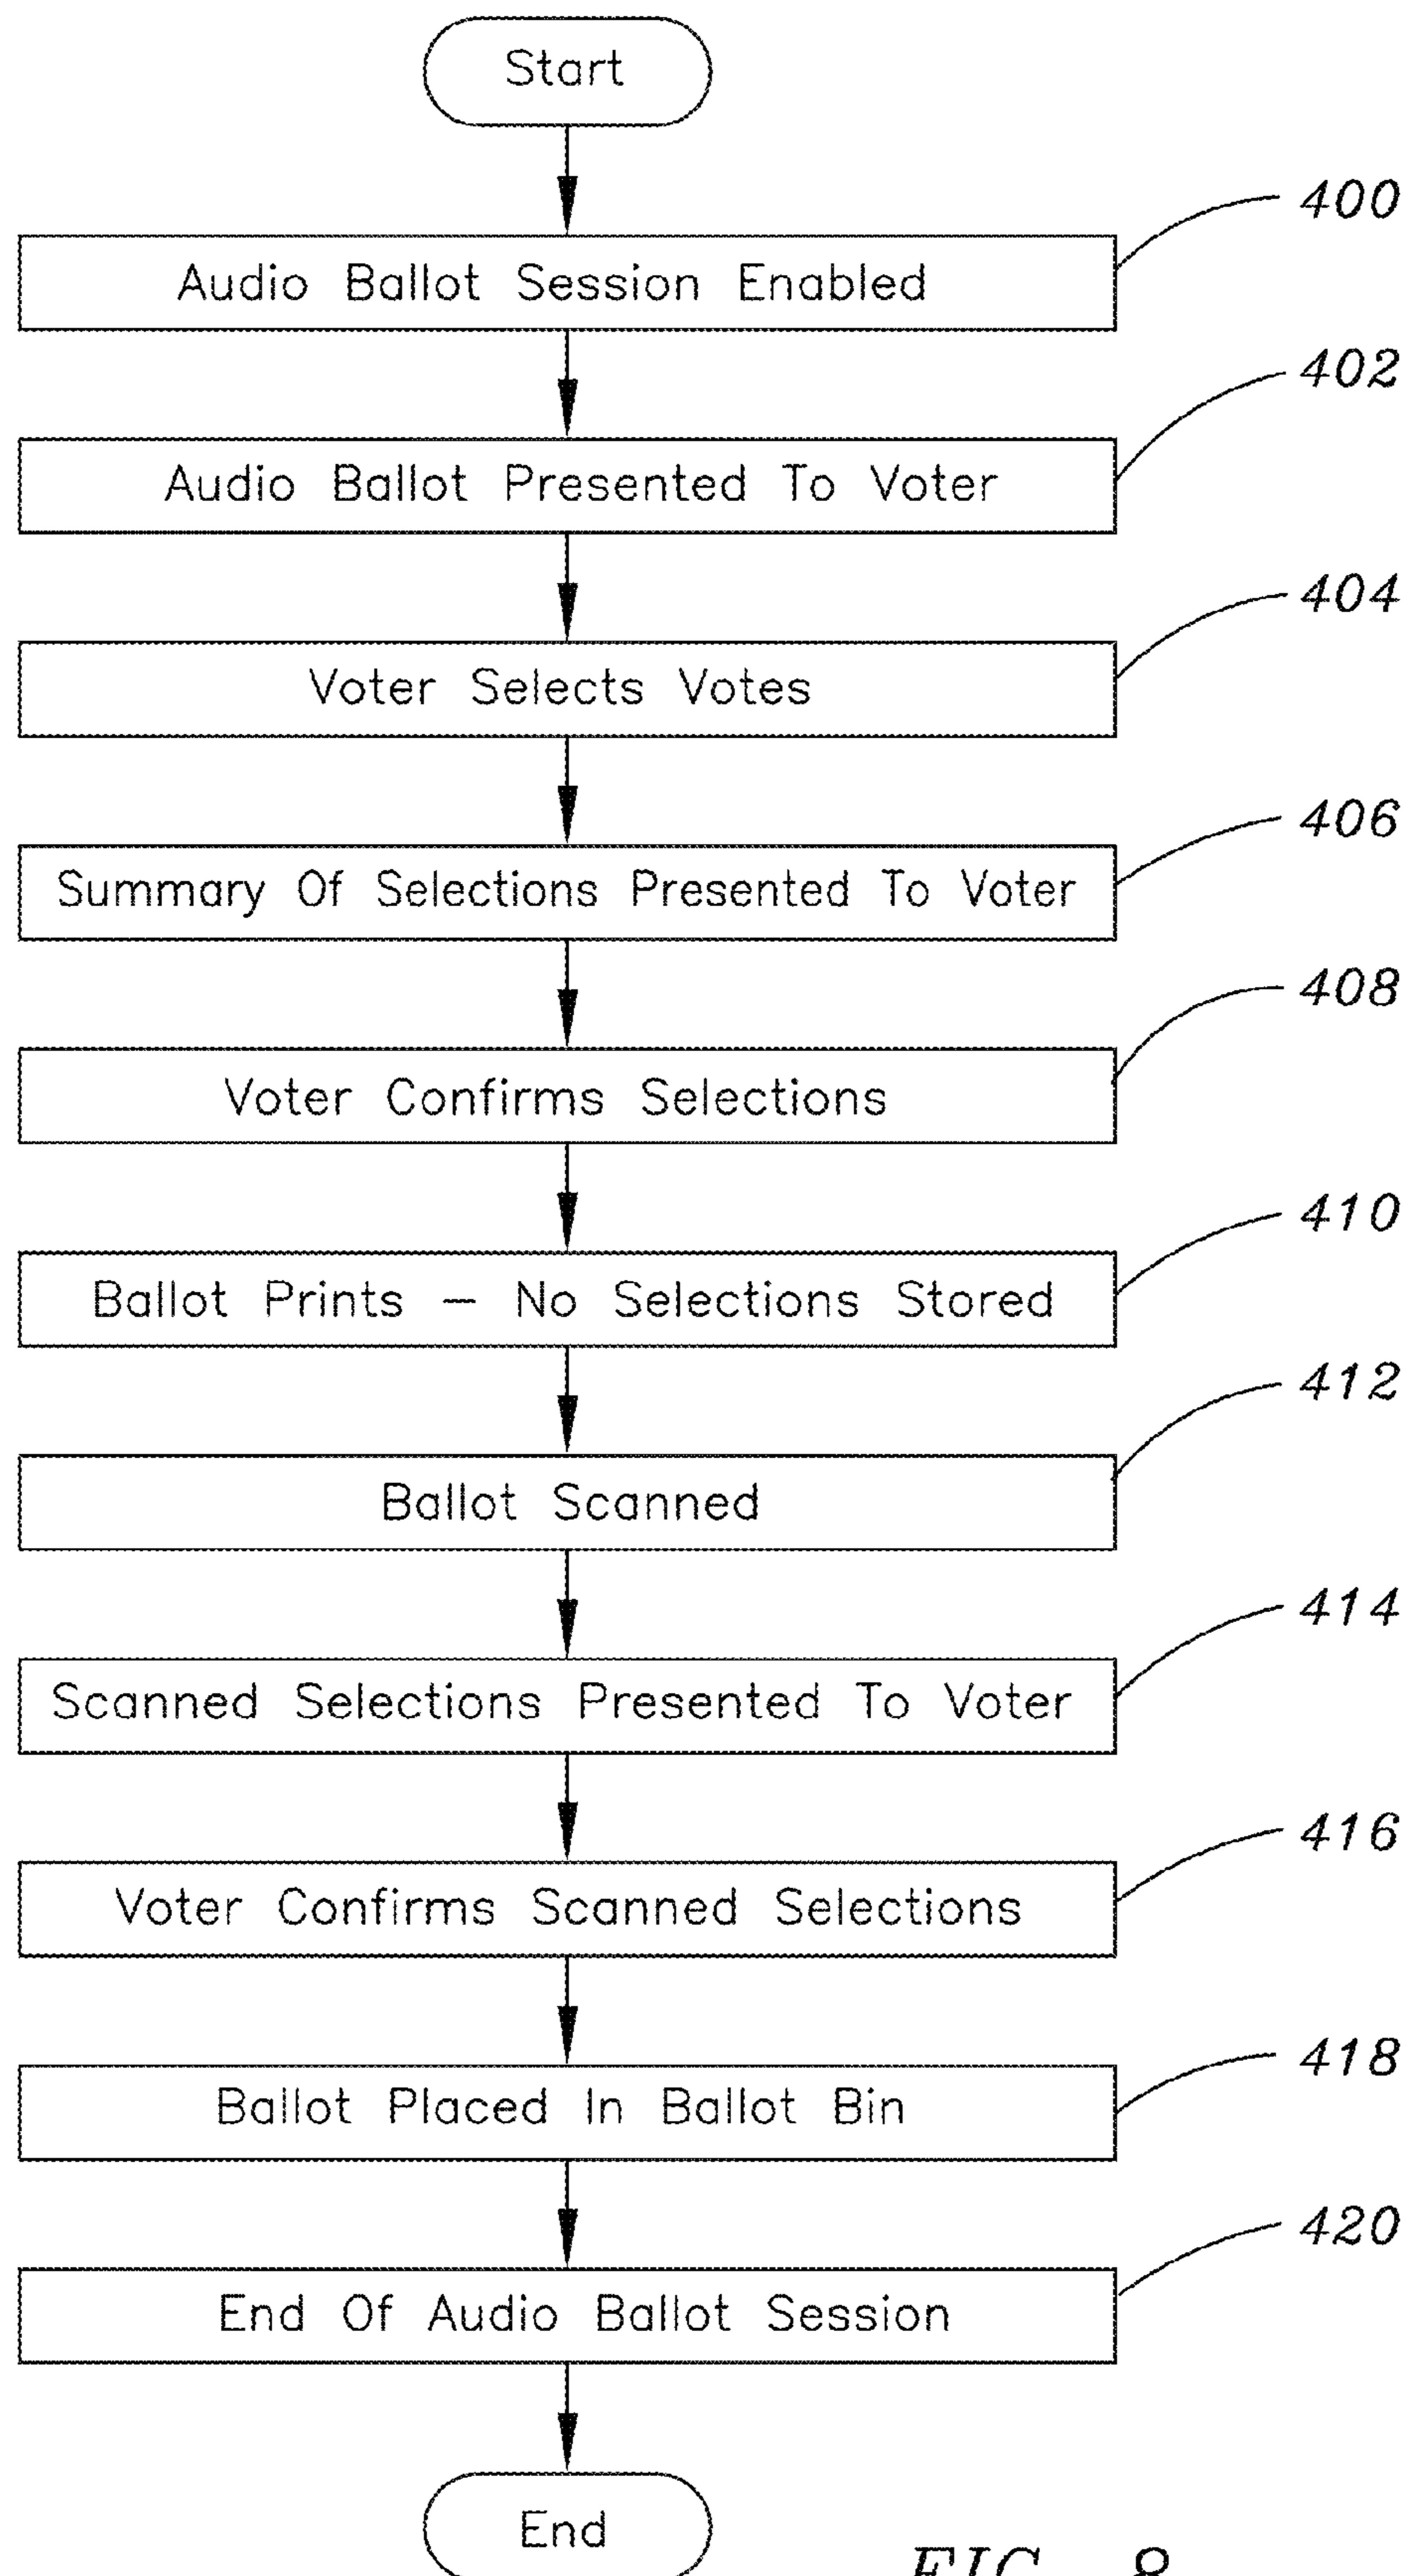 Start
400
Audio Ballot Session Enabled
402
Audio Ballot Presented To Voter
404
Voter Selects Votes
406
Summary Of Selections Presented To Voter
408
Voter Confirms Selections
410
Ballot Prints – No Selections Stored
412
Ballot Scanned
414
Scanned Selections Presented To Voter
416
Voter Confirms Scanned Selections
418
Ballot Placed In Ballot Bin
420
End Of Audio Ballot Session
End
FIG. 8